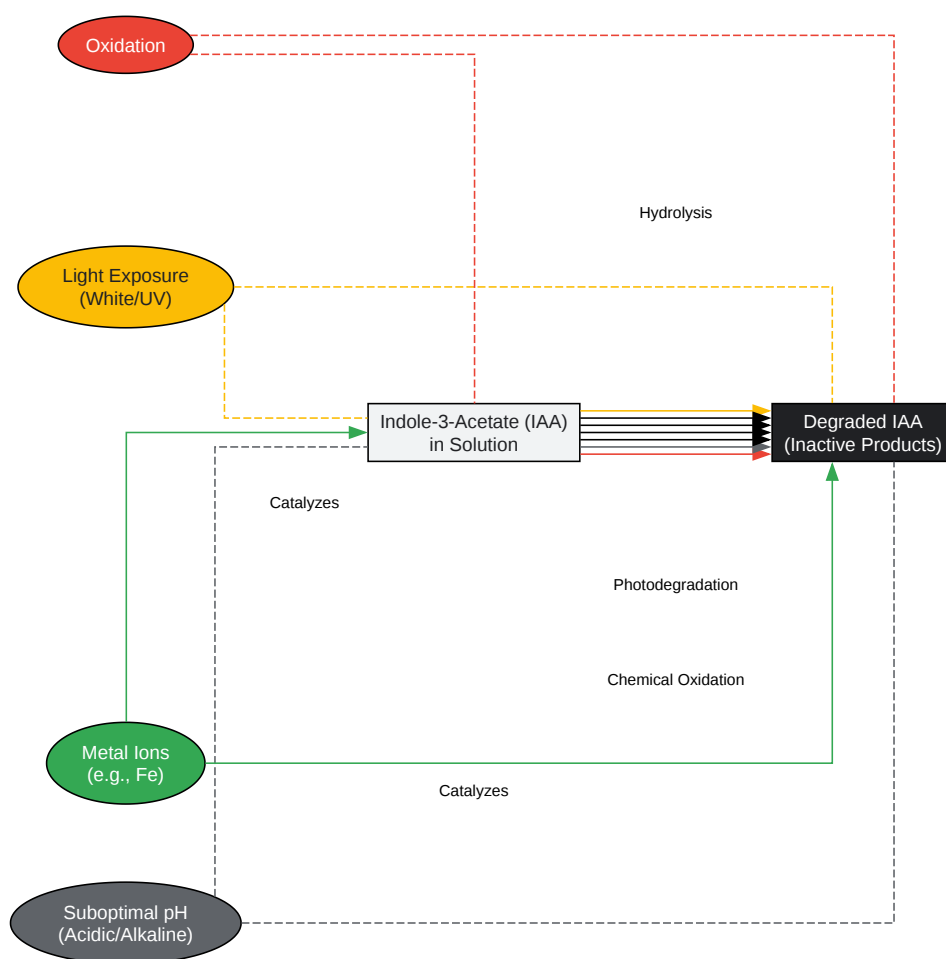 Oxidation
Hydrolysis
Light Exposure
(White/UV)
Indole-3-Acetate (IAA)
in Solution
Degraded IAA
(Inactive Products)
Catalyzes
Photodegradation
Chemical Oxidation
Metal Ions
(e.g., Fe)
Catalyzes
Suboptimal pH
(Acidic/Alkaline)